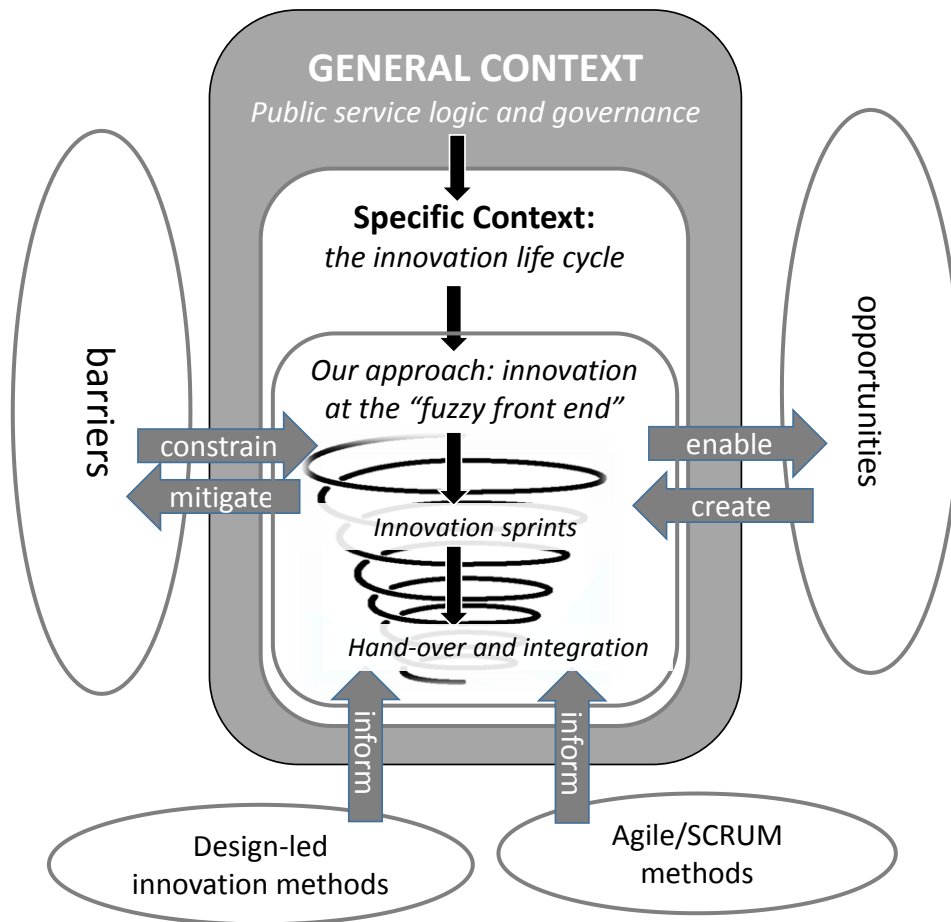 GENERAL CONTEXT
Public service logic and governance
Specific Context:
the innovation life cycle
Our approach: innovation
at the “fuzzy front end”
barriers
constrain
mitigate
enable
create
opportunities
Innovation sprints
Hand-over and integration
inform
inform
Design-led
innovation methods
Agile/SCRUM
methods